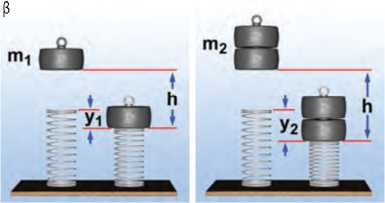 β
m₁
h
y₁
m₂
h
y₂